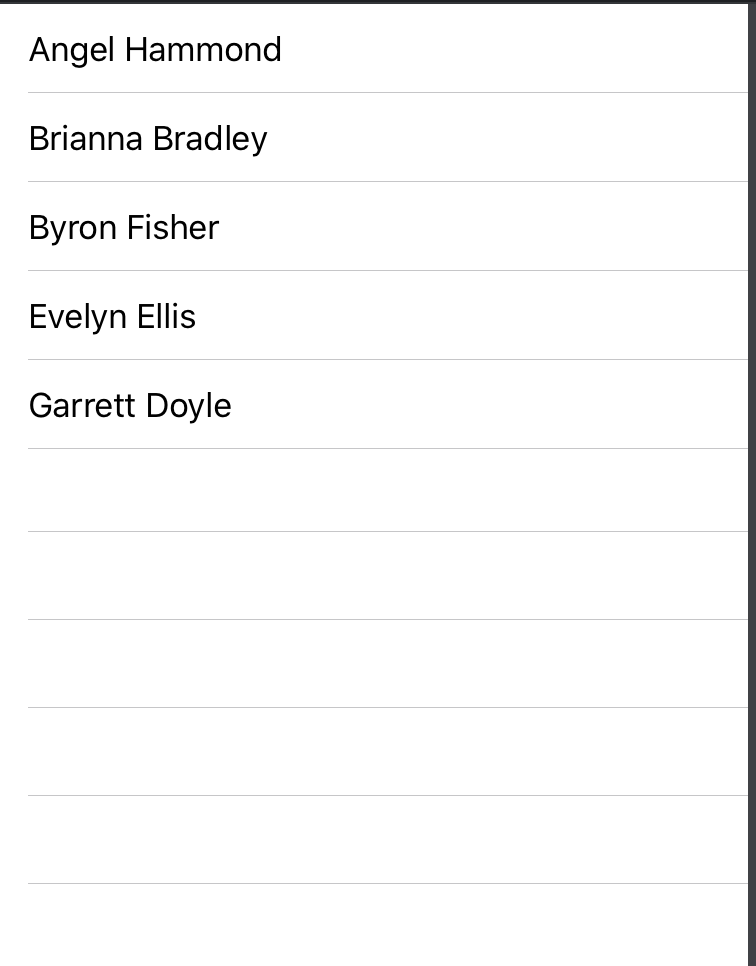 Angel Hammond
Brianna Bradley
Byron Fisher
Evelyn Ellis
Garrett Doyle